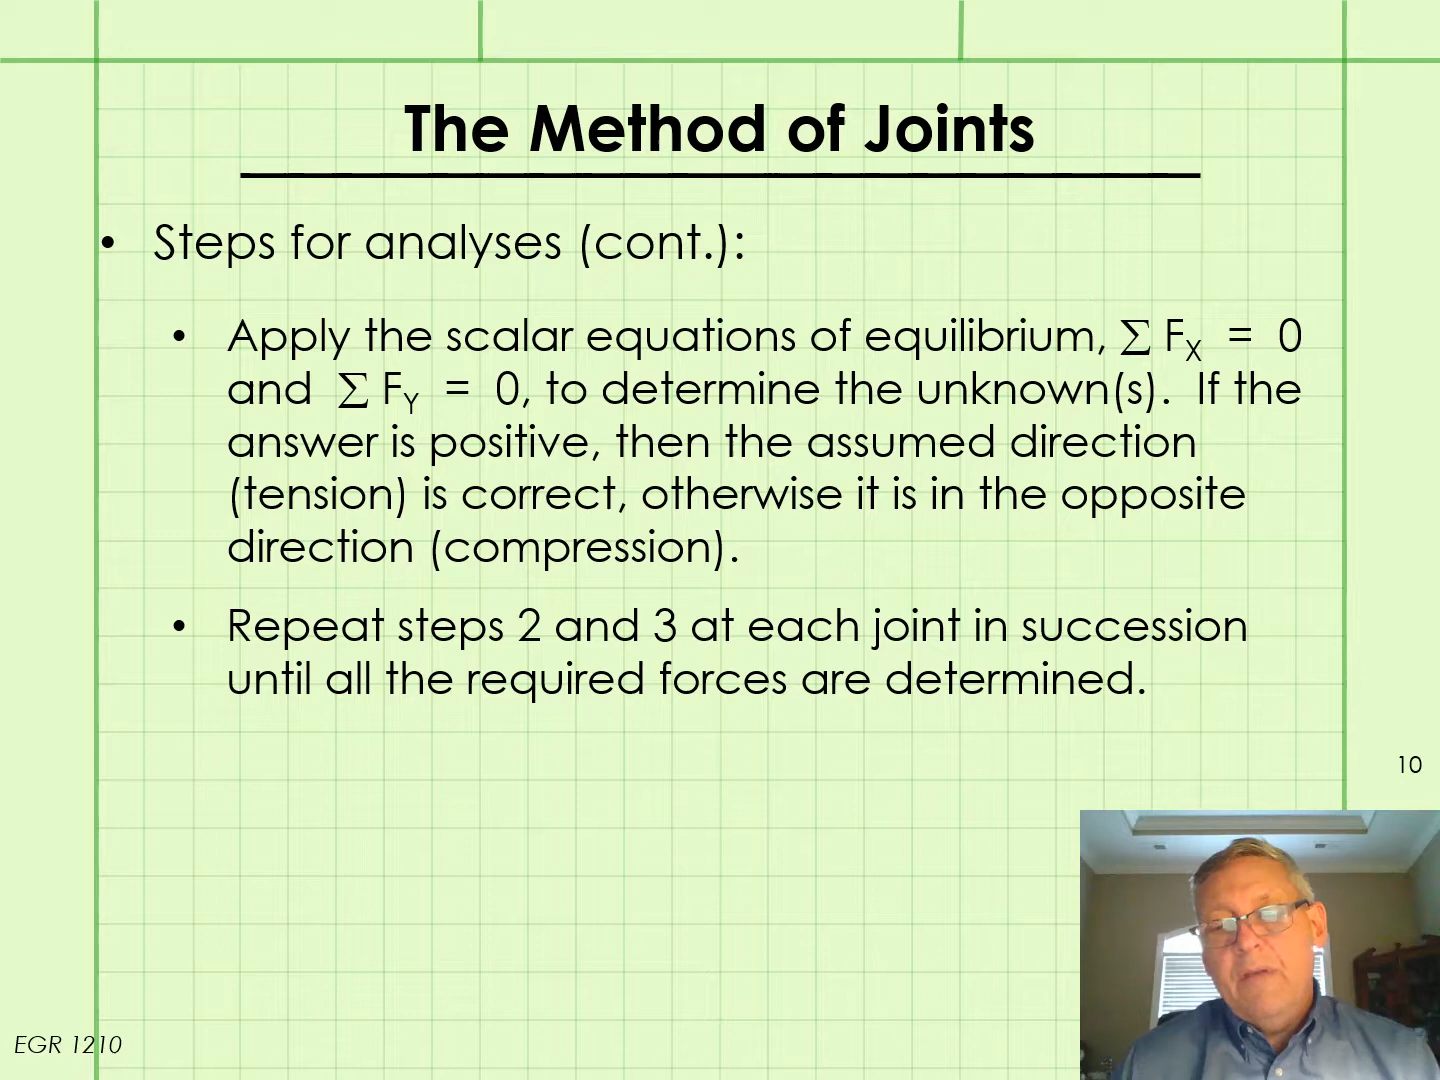 The Method of Joints
• Steps for analyses (cont.):
• Apply the scalar equations of equilibrium, ∑ FX = 0
and ∑ FY = 0, to determine the unknown(s). If the
answer is positive, then the assumed direction
(tension) is correct, otherwise it is in the opposite
direction (compression).
• Repeat steps 2 and 3 at each joint in succession
until all the required forces are determined.
10
EGR 1210